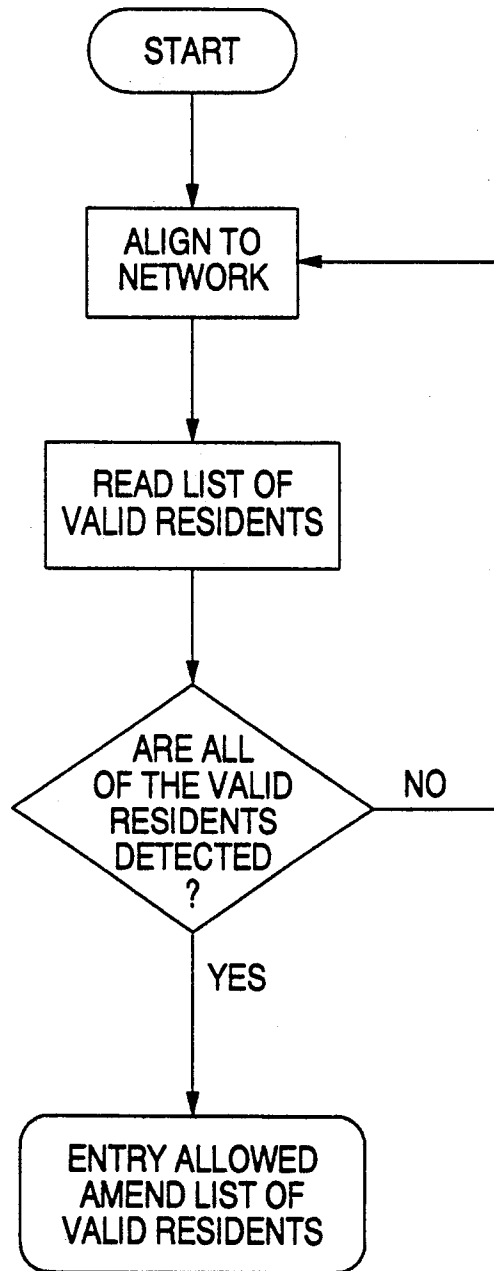 START
ALIGN TO
NETWORK
READ LIST OF
VALID RESIDENTS
ARE ALL
OF THE VALID
RESIDENTS
DETECTED
?
NO
YES
ENTRY ALLOWED
AMEND LIST OF
VALID RESIDENTS